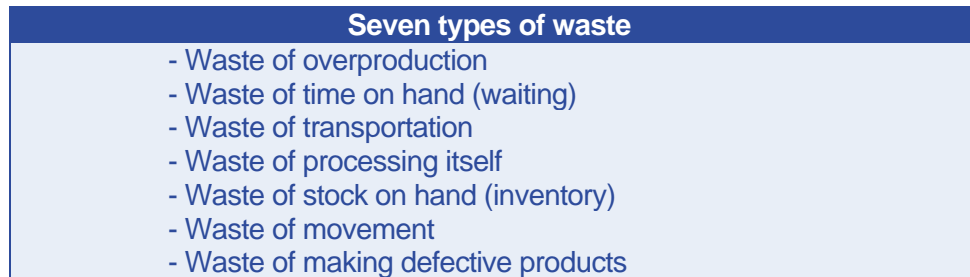 Seven types of waste
- Waste of overproduction
- Waste of time on hand (waiting)
- Waste of transportation
- Waste of processing itself
- Waste of stock on hand (inventory)
- Waste of movement
- Waste of making defective products